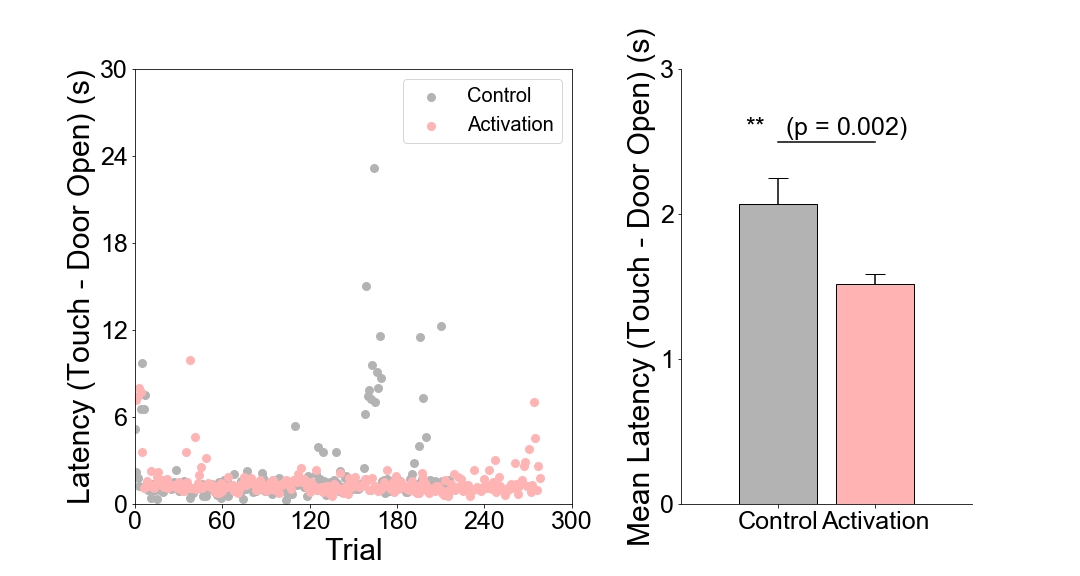 Latency (Touch - Door Open) (s)
30
24
18
12
6
0
0 60 120 180 240 300
Trial
Control
Activation
Mean Latency (Touch - Door Open) (s)
3
2
1
0
** (p = 0.002)
Control Activation